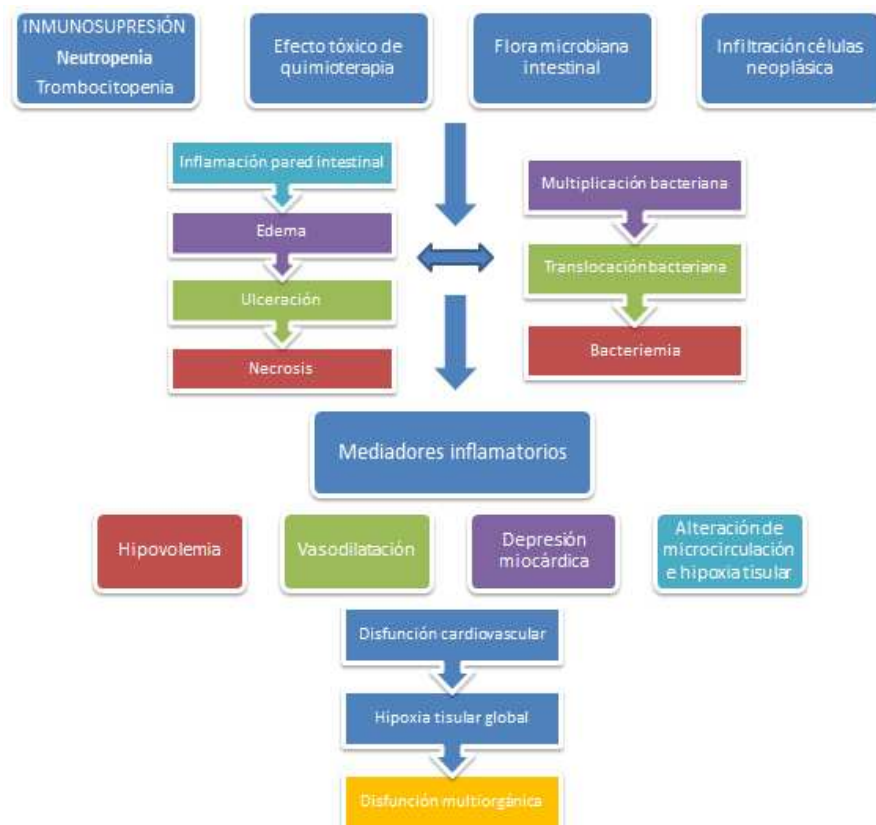 INMUNOSUPRESIÓN
Neutropenia
Trombocitopenia
Efecto tóxico de
quimioterapia
Flora microbiana
intestinal
Infiltración células
neoplásica
Inflamación pared intestinal
Edema
Ulceración
Necrosis
Multiplicación bacteriana
Translocación bacteriana
Bacteriemia
Mediadores inflamatorios
Hipovolemia
Vasodilatación
Depresión
miocárdica
Alteración de
microcirculación
e hipoxia tisular
Disfunción cardiovascular
Hipoxia tisular global
Disfunción multiorgánica